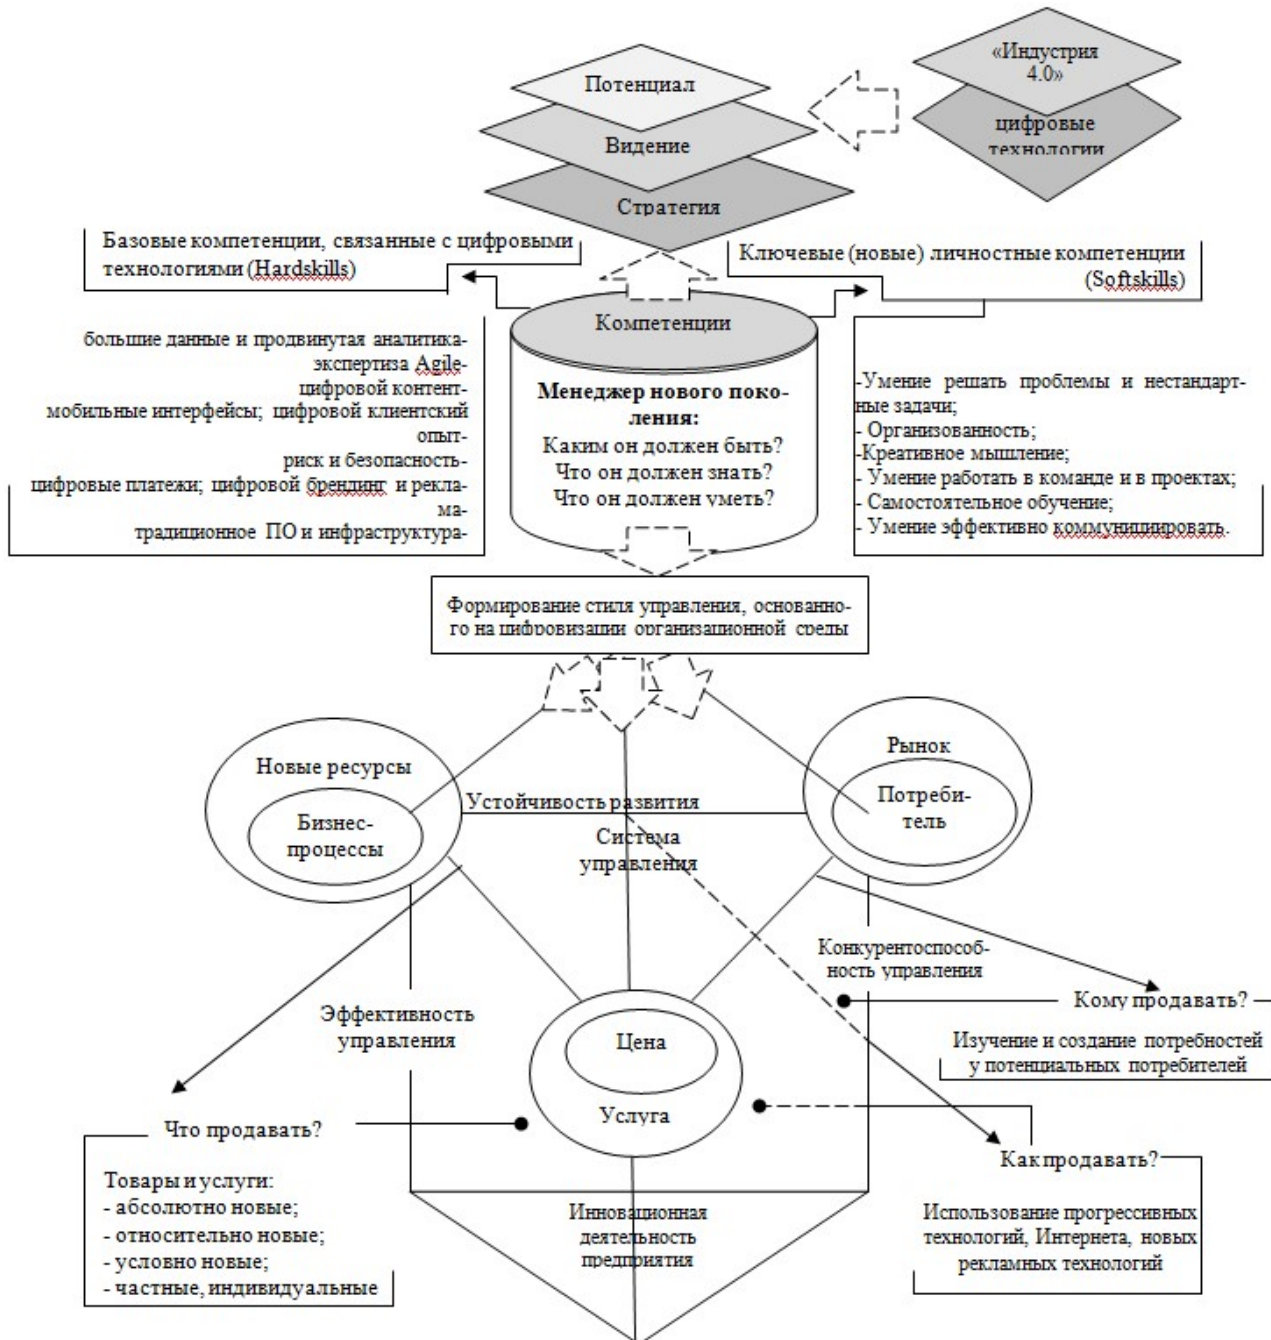 Потенциал
Видение
Стратегия
«Индустрия
4.0»
цифровые
технологии
Базовые компетенции, связанные с цифровыми
технологиями (Hardskills)
Ключевые (новые) личностные компетенции
(Softskills)
Компетенции
большие данные и продвинутая аналитика-
экспертиза Agile-
цифровой контент-
мобильные интерфейсы; цифровой клиентский
опыт-
риск и безопасность-
цифровые платежи; цифровой брендинг и рекла-
ма-
традиционное ПО и инфраструктура-
Менеджер нового поко-
ления:
Каким он должен быть?
Что он должен знать?
Что он должен уметь?
-Умение решать проблемы и нестандарт-
ные задачи;
- Организованность;
-Креативное мышление;
- Умение работать в команде и в проектах;
- Самостоятельное обучение;
- Умение эффективно коммунициировать.
Формирование стиля управления, основанно-
го на цифровизации организационной среды
Новые ресурсы
Бизнес-
процессы
Рынок
Потреби-
тель
Устойчивость развития
Система
управления
Конкурентоспособ-
ность управления
Эффективность
управления
Цена
Услуга
Кому продавать?
Изучение и создание потребностей
у потенциальных потребителей
Что продавать?
Товары и услуги:
- абсолютно новые;
- относительно новые;
- условно новые;
- частные, индивидуальные
Как продавать?
Использование прогрессивных
технологий, Интернета, новых
рекламных технологий
Инновационная
деятельность
предприятия